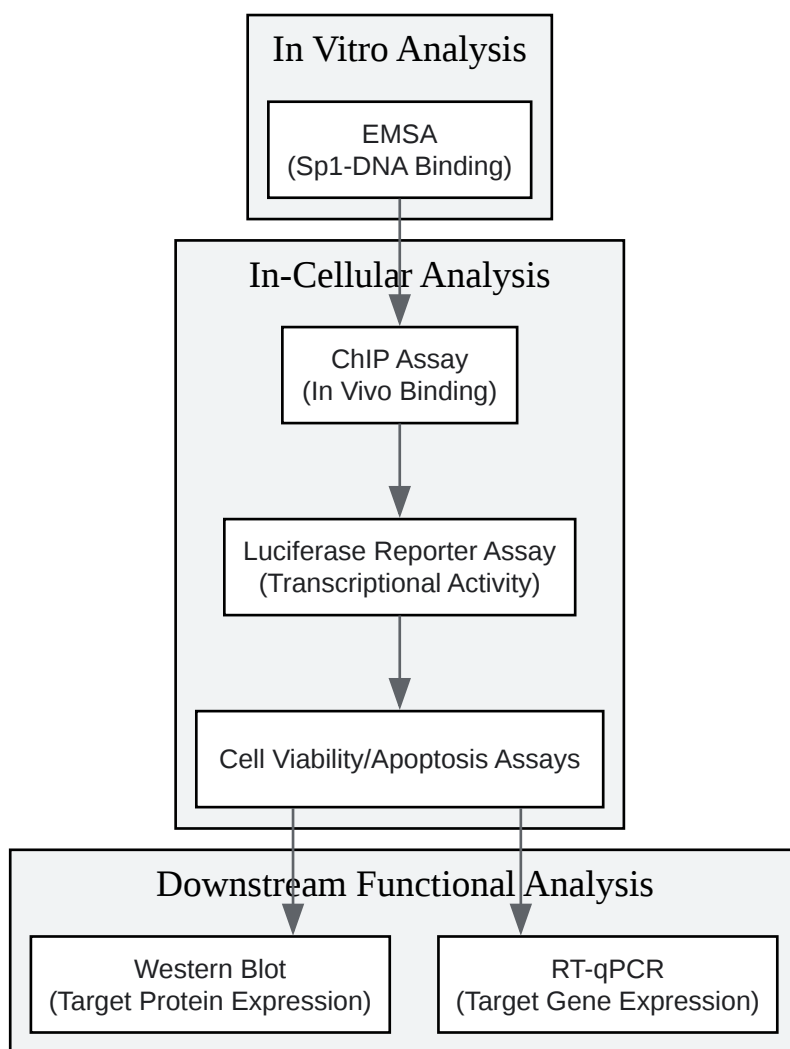 In Vitro Analysis
EMSA
(Sp1-DNA Binding)
In-Cellular Analysis
ChIP Assay
(In Vivo Binding)
Luciferase Reporter Assay
(Transcriptional Activity)
Cell Viability/Apoptosis Assays
Downstream Functional Analysis
Western Blot
(Target Protein Expression)
RT-qPCR
(Target Gene Expression)